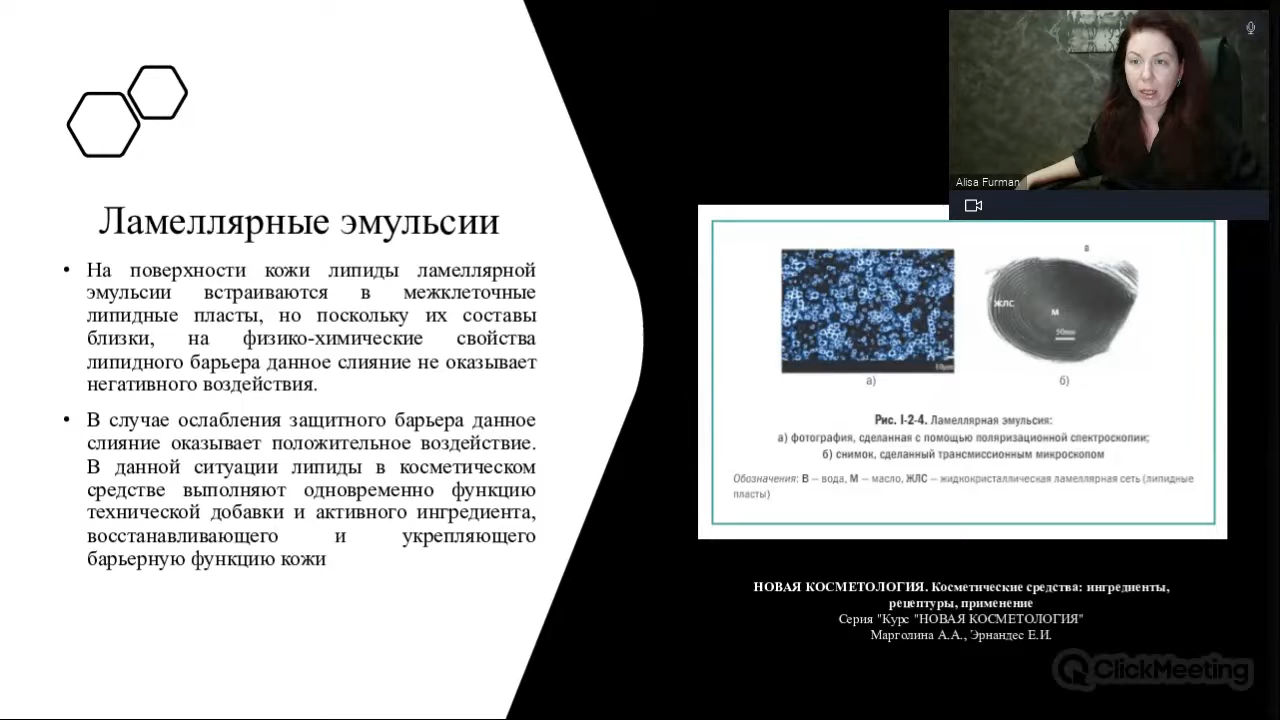 Ламеллярные эмульсии
• На поверхности кожи липиды ламеллярной
эмульсии встраиваются в межклеточные
липидные пласты, но поскольку их составы
близки, на физико-химические свойства
липидного барьера данное слияние не оказывает
негативного воздействия.
• В случае ослабления защитного барьера данное
слияние оказывает положительное воздействие.
В данной ситуации липиды в косметическом
средстве выполняют одновременно функцию
технической добавки и активного ингредиента,
восстанавливающего и укрепляющего
барьерную функцию кожи
Alisa Furman
в
ЖЛС
М
50nm
а)
б)
Рис. I-2-4. Ламеллярная эмульсия:
а) фотография, сделанная с помощью поляризационной спектроскопии;
б) снимок, сделанный трансмиссионным микроскопом
Обозначения: В — вода, М — масло, ЖЛС — жидкокристаллическая ламеллярная сеть (липидные
пласты)
НОВАЯ КОСМЕТОЛОГИЯ. Косметические средства: ингредиенты,
рецептуры, применение
Серия "Курс "НОВАЯ КОСМЕТОЛОГИЯ"
Марголина А.А., Эрнандес Е.И.
ClickMeeting